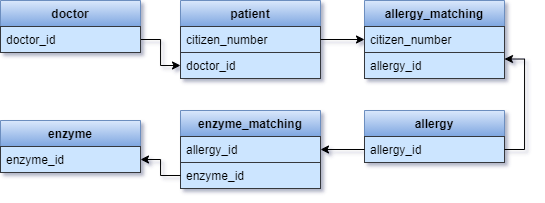 doctor
doctor_id
patient
citizen_number
doctor_id
allergy_matching
citizen_number
allergy_id
enzyme
enzyme_id
enzyme_matching
allergy_id
enzyme_id
allergy
allergy_id